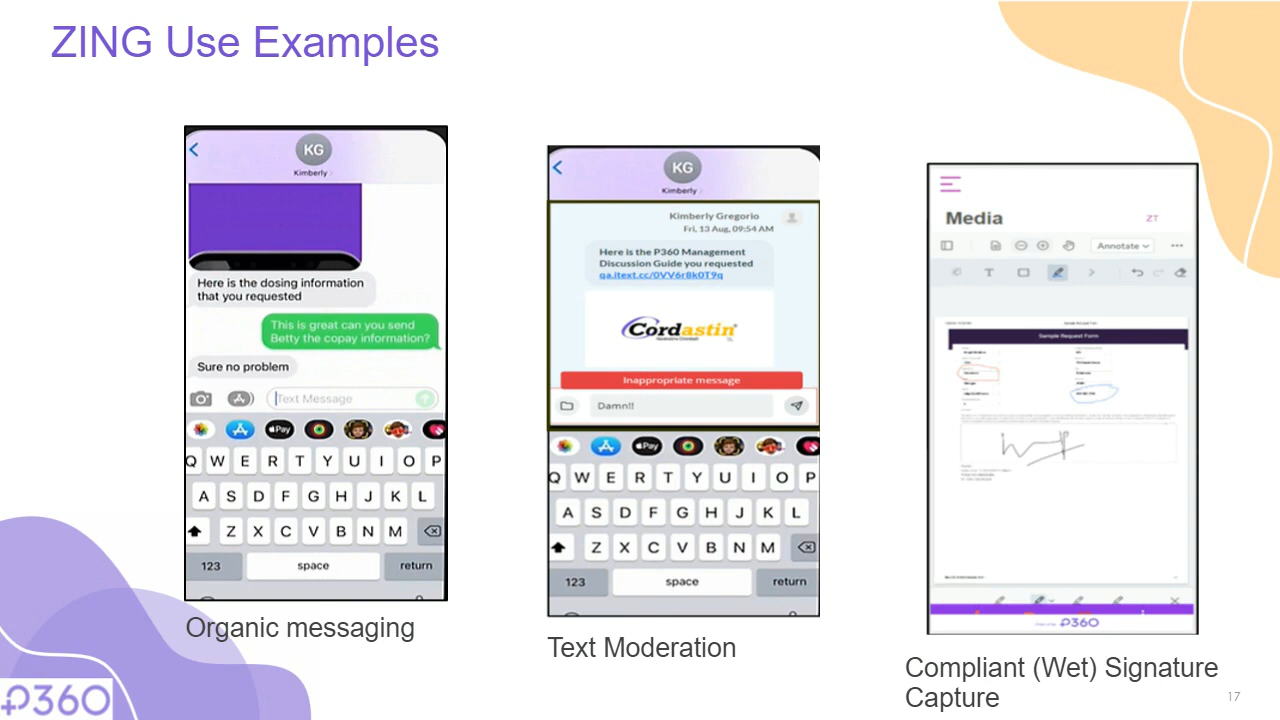 ZING Use Examples
KG
Kimberly
Here is the dosing information
that you requested
This is great can you send
Betty the copay information?
Sure no problem
Text Message
Pay
Q W E R T Y U I O P
A S D F G H J K L
Z X C V B N M
123 space return
Organic messaging
KG
Kimberly
Kimberly Gregorio
Fri, 13 Aug, 09:54 AM
Here is the P360 Management
Discussion Guide you requested
qa.itext.cc/0VV6r8k0T9q
Cordastin
Inappropriate message
Damn!!
Pay
Q W E R T Y U I O P
A S D F G H J K L
Z X C V B N M
123 space return
Text Moderation
Media
ZT
Annotate
T
Sample Request Form
P360
Compliant (Wet) Signature
Capture
P360
17